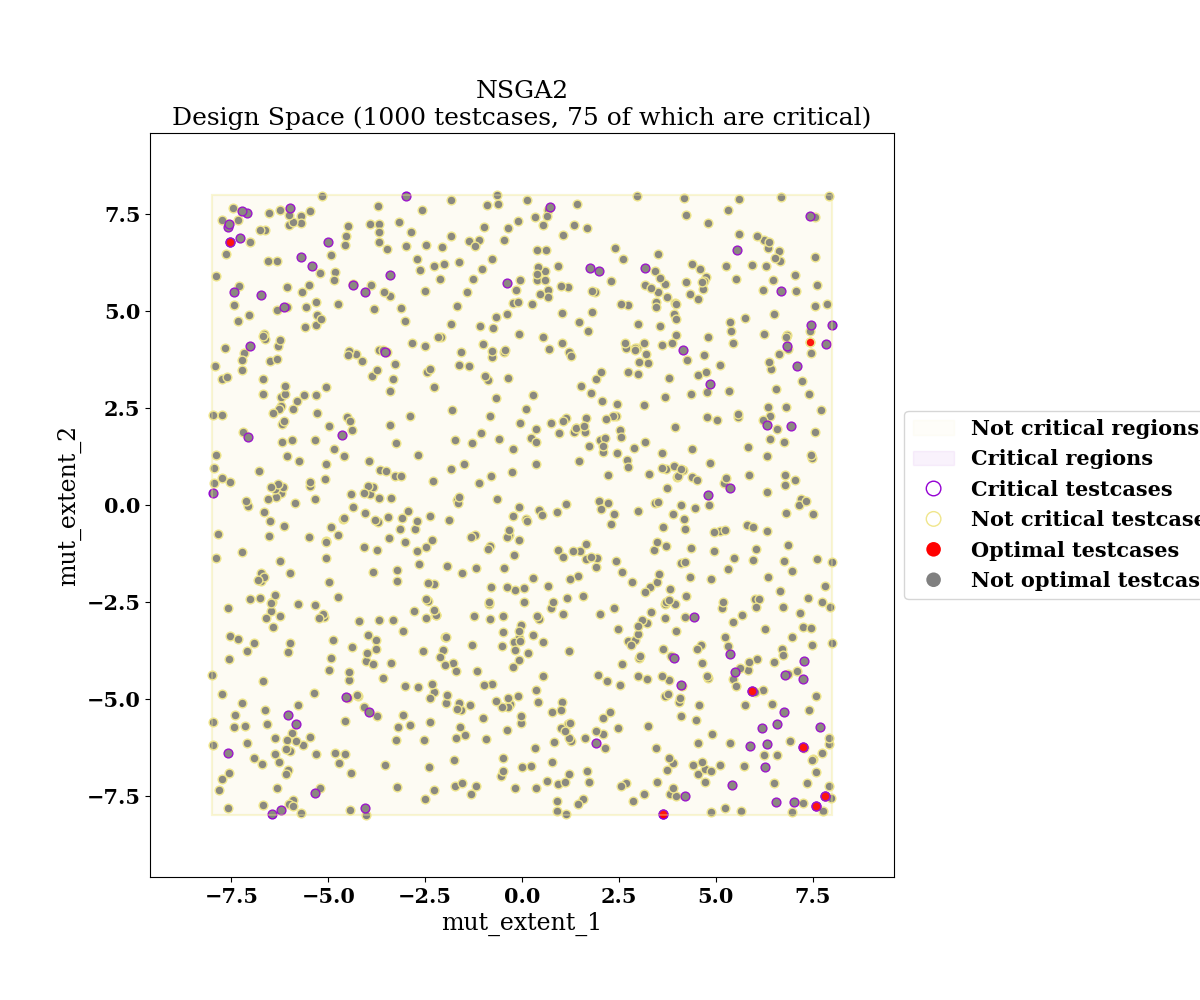 NSGA2
Design Space (1000 testcases, 75 of which are critical)
7.5
5.0
2.5
0.0
−2.5
−5.0
−7.5
mut_extent_2
−7.5 −5.0 −2.5 0.0 2.5 5.0 7.5
mut_extent_1
Not critical regions
Critical regions
Critical testcases
Not critical testcase
Optimal testcases
Not optimal testcas